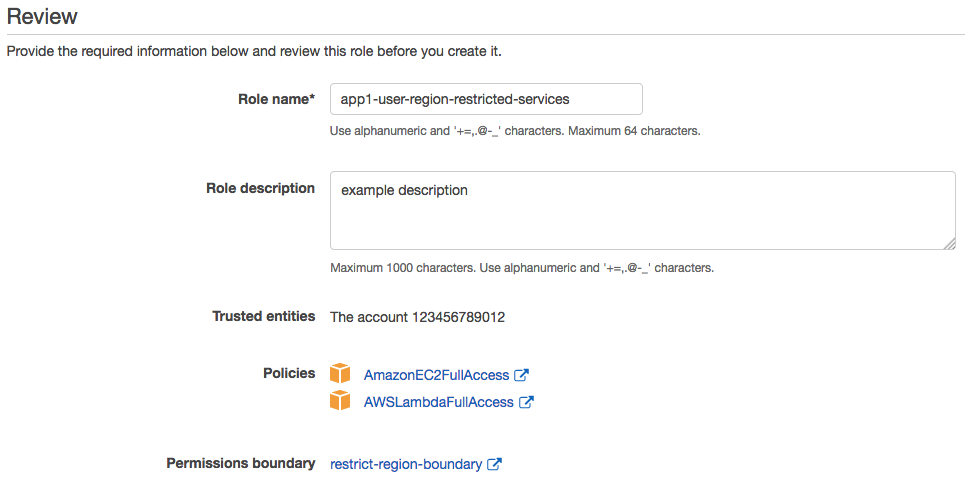 Review
Provide the required information below and review this role before you create it.
Role name* app1-user-region-restricted-services
Use alphanumeric and '+=,.@-_' characters. Maximum 64 characters.
Role description example description
Maximum 1000 characters. Use alphanumeric and '+=,.@-_' characters.
Trusted entities The account 123456789012
Policies AmazonEC2FullAccess
AWSLambdaFullAccess
Permissions boundary restrict-region-boundary